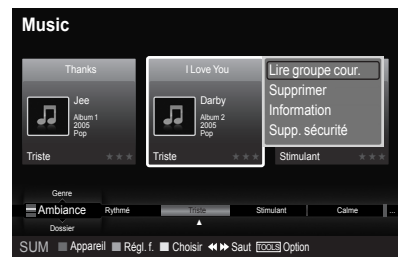 Music
Thanks
Jee
Album 1
2005
Pop
Triste
I Love You
Darby
Album 2
2005
Pop
Triste
Lire groupe cour.
Supprimer
Information
Supp. sécurité
Stimulant
Genre
Ambiance
Rythmé
Triste
Stimulant
Calme
...
Dossier
SUM Appareil Régl. f. Choisir Saut TOOLS Option